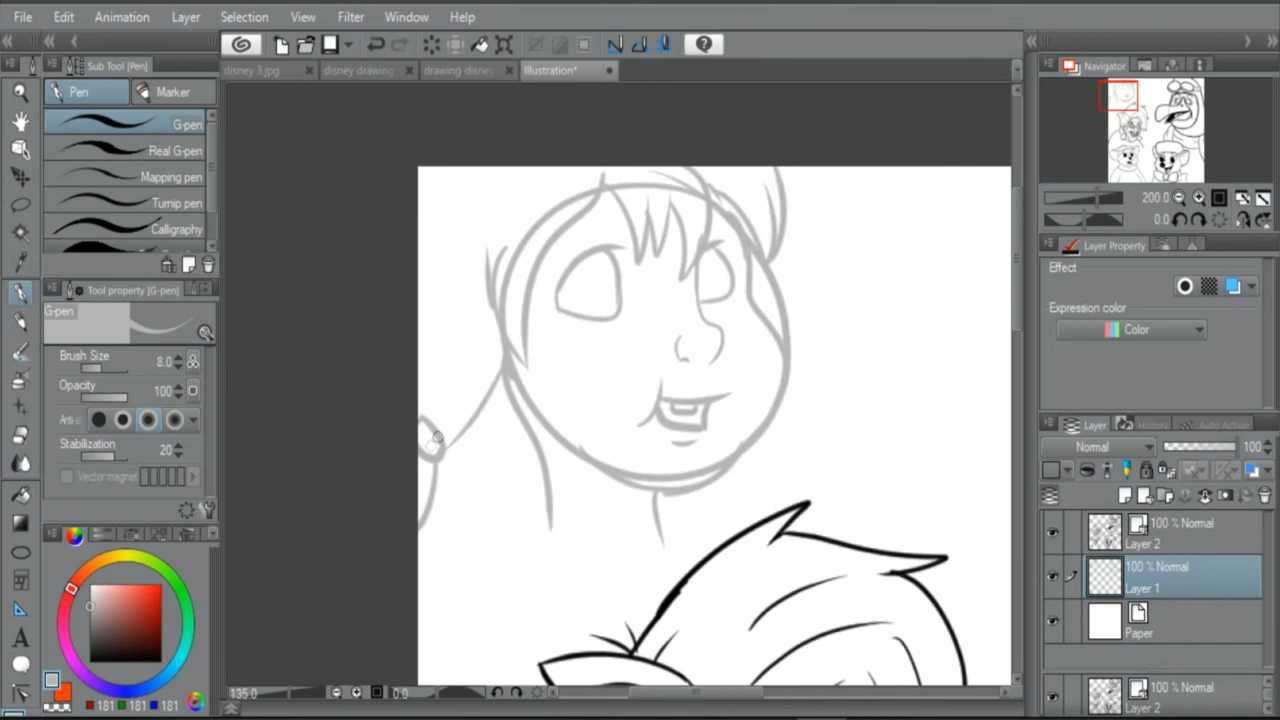 File Edit Animation Layer Selection View Filter Window Help
Sub Tool [Pen]
disney 3.jpg disney drawing drawing disney Illustration*
Navigator
Pen Marker
G-pen
Real G-pen
Mapping pen
Turnip pen
Calligraphy
200.0
0.0
Layer Property
Effect
Expression color
Color
Tool property [G-pen]
G-pen
Brush Size 8.0
Opacity 100
Anti-a
Stabilization 20
Vector magnet
Layer History Auto Action
Normal 100
100 % Normal
Layer 2
100 % Normal
Layer 1
Paper
100 % Normal
Layer 2
135.0 0.0
181 181 181